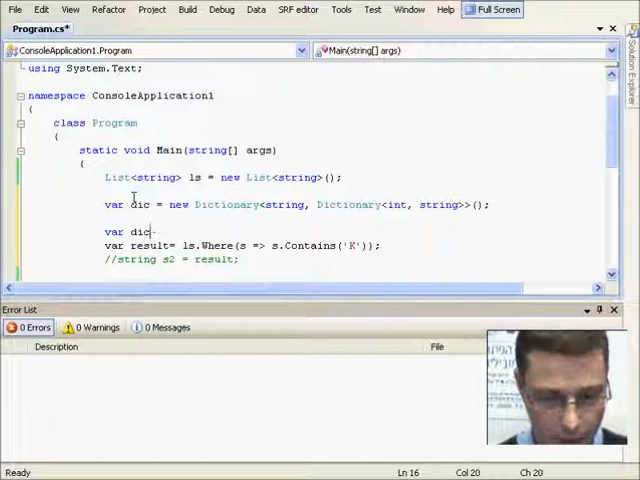 File Edit View Refactor Project Build Debug Data SRF editor Tools Test Window Help Full Screen
Program.cs*
ConsoleApplication1.Program Main(string[] args)
Solution Explorer
using System.Text;
namespace ConsoleApplication1
{
class Program
{
static void Main(string[] args)
{
List<string> ls = new List<string>();
var dic = new Dictionary<string, Dictionary<int, string>>();
var dic
var result= ls.Where(s => s.Contains('K'));
//string s2 = result;
Error List
0 Errors 0 Warnings 0 Messages
Description File
Ready Ln 16 Col 20 Ch 20